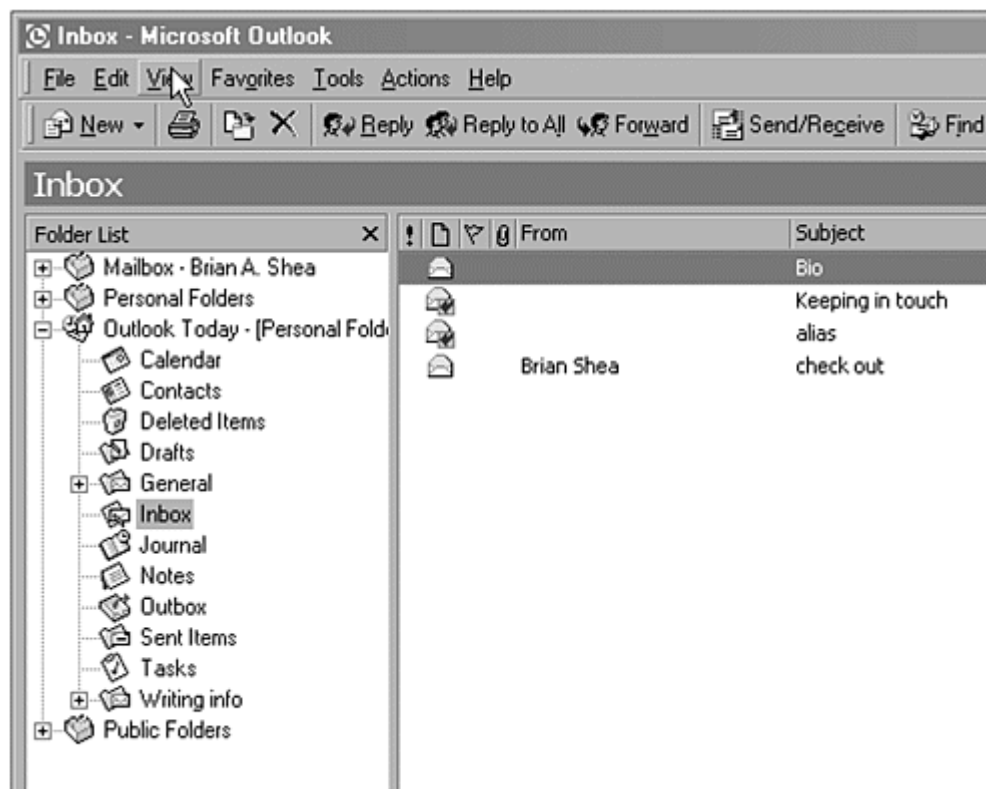 Inbox - Microsoft Outlook
File Edit View Favorites Tools Actions Help
New Reply Reply to All Forward Send/Receive Find
Inbox
Folder List ! From Subject
Mailbox - Brian A. Shea
Personal Folders
Outlook Today - [Personal Folde
Calendar
Contacts
Deleted Items
Drafts
General
Inbox
Journal
Notes
Outbox
Sent Items
Tasks
Writing info
Public Folders
Bio
Keeping in touch
alias
Brian Shea check out